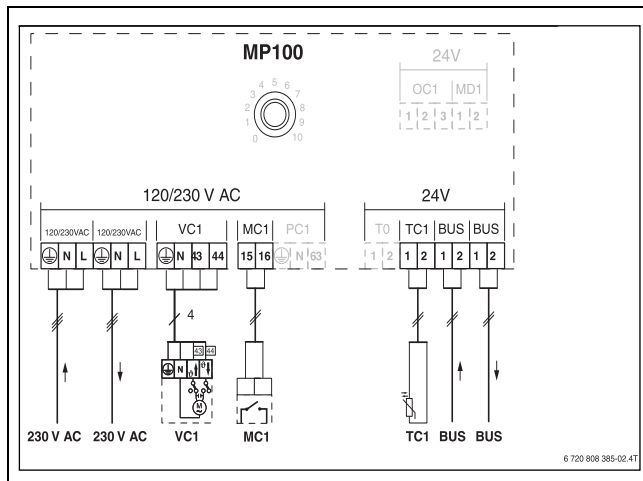 MP100
24V
OC1 MD1
1 2 3 1 2
0 1 2 3 4 5 6 7 8 9 10
120/230 V AC 24V
120/230VAC 120/230VAC VC1 MC1 PC1 T0 TC1 BUS BUS
N L N L N 43 44 15 16 N 63 1 2 1 2 1 2 1 2
4
43 44
N
M
230 V AC 230 V AC VC1 MC1 TC1 BUS BUS
6 720 808 385-02.4T